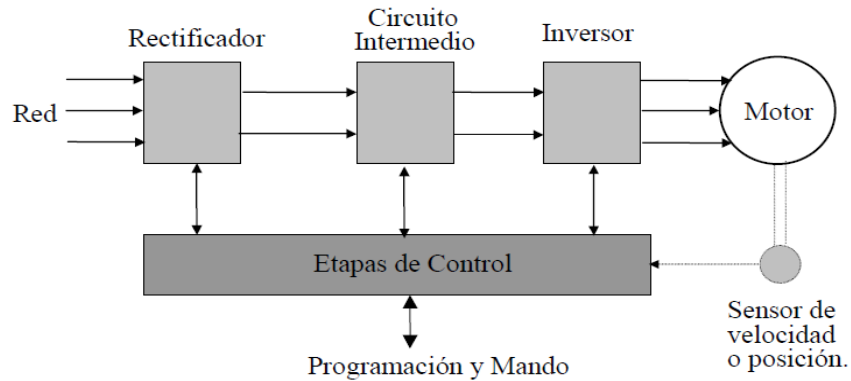 Rectificador
Circuito
Intermedio
Inversor
Red
Motor
Etapas de Control
Sensor de
velocidad
o posición.
Programación y Mando